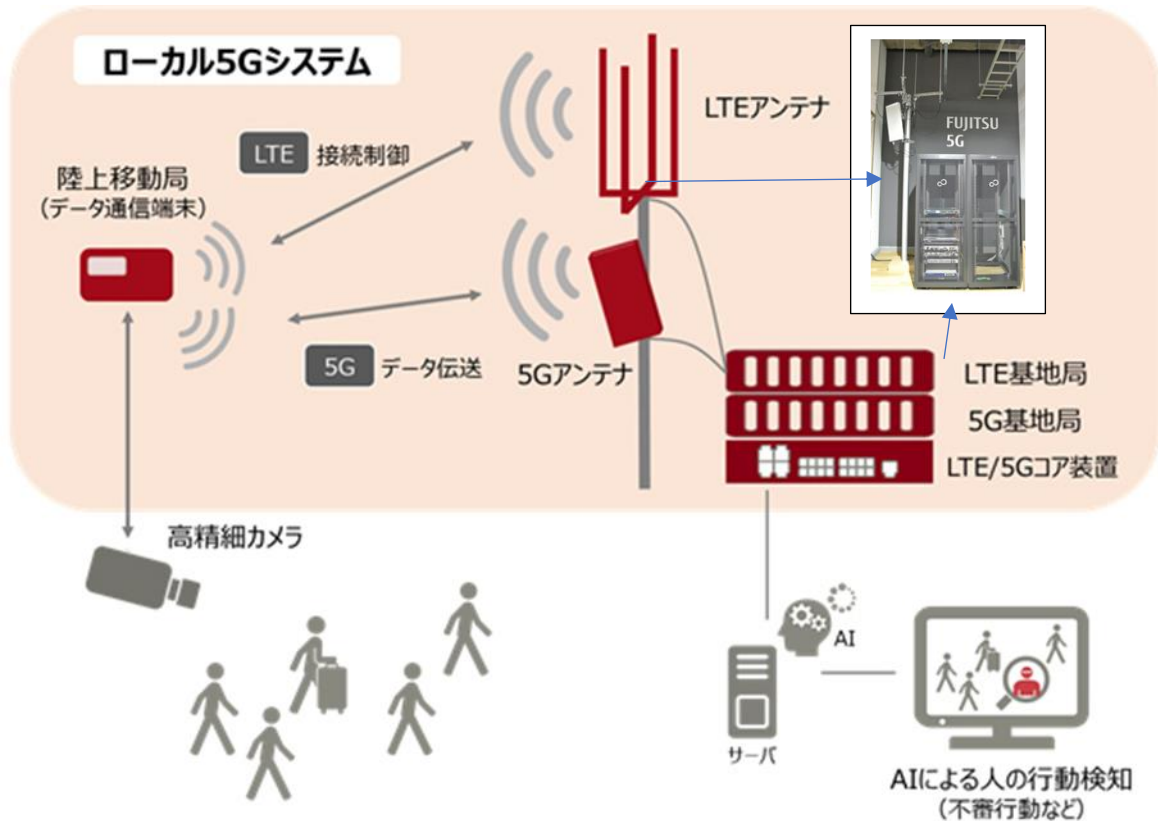 ローカル5Gシステム
LTEアンテナ
FUJITSU
5G
LTE 接続制御
陸上移動局
(データ通信端末)
5G データ伝送
5Gアンテナ
LTE基地局
5G基地局
LTE/5Gコア装置
高精細カメラ
AI
サーバ
AIによる人の行動検知
(不審行動など)